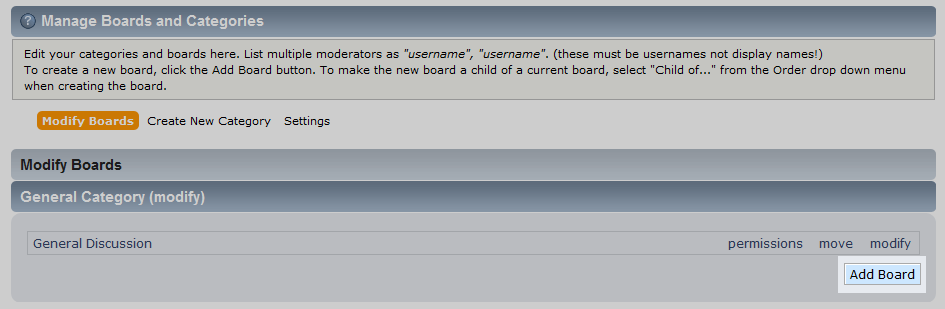 ? Manage Boards and Categories
Edit your categories and boards here. List multiple moderators as "username", "username". (these must be usernames not display names!)
To create a new board, click the Add Board button. To make the new board a child of a current board, select "Child of..." from the Order drop down menu
when creating the board.
Modify Boards Create New Category Settings
Modify Boards
General Category (modify)
General Discussion permissions move modify
Add Board